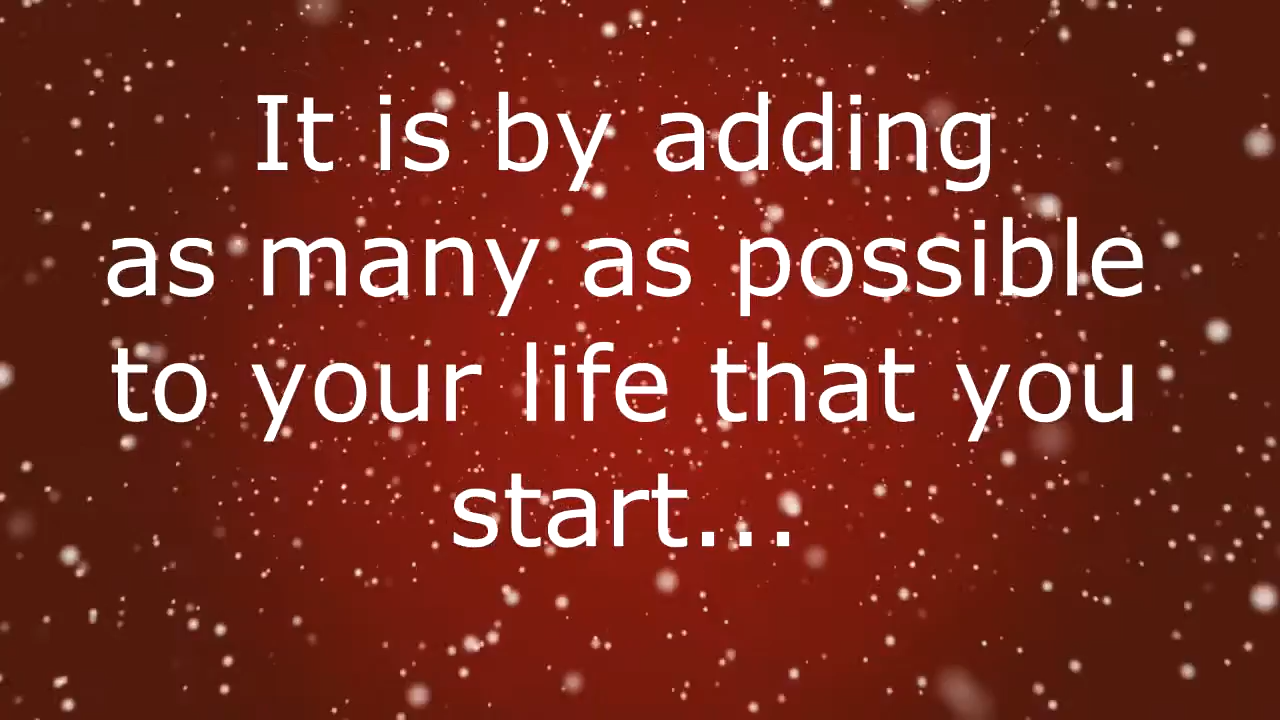 It is by adding
as many as possible
to your life that you
start...